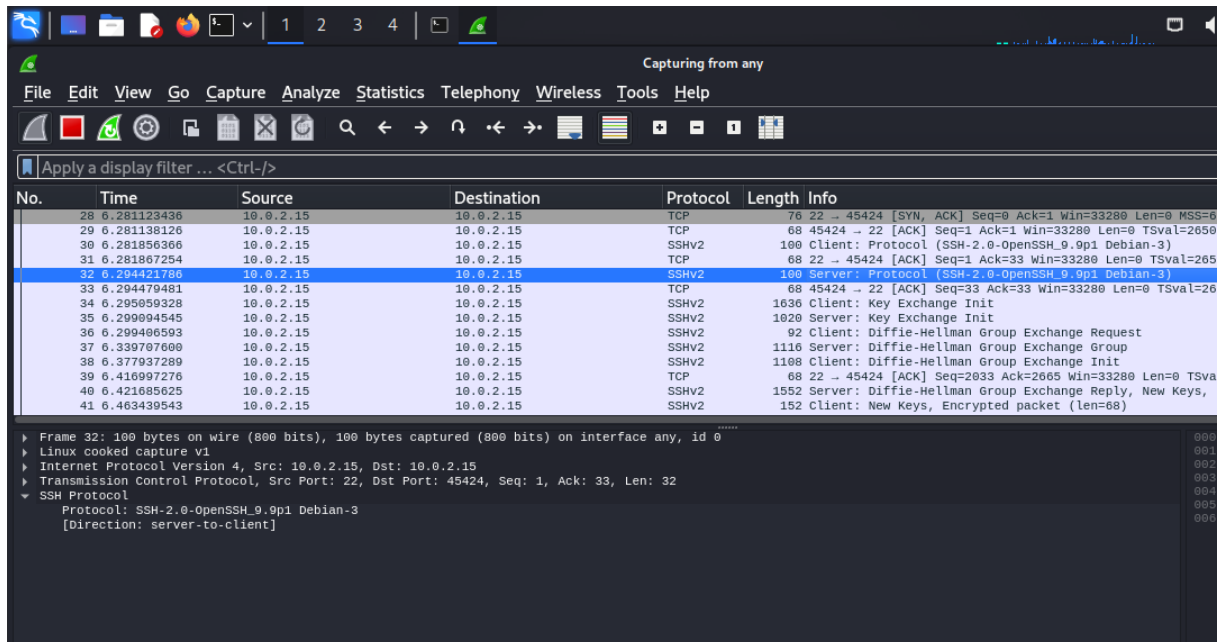 1 2 3 4
Capturing from any
File Edit View Go Capture Analyze Statistics Telephony Wireless Tools Help
Apply a display filter … <Ctrl-/>
No. Time Source Destination Protocol Length Info
28 6.281123436 10.0.2.15 10.0.2.15 TCP 76 22 → 45424 [SYN, ACK] Seq=0 Ack=1 Win=33280 Len=0 MSS=6
29 6.281138126 10.0.2.15 10.0.2.15 TCP 68 45424 → 22 [ACK] Seq=1 Ack=1 Win=33280 Len=0 TSval=2650
30 6.281856366 10.0.2.15 10.0.2.15 SSHv2 100 Client: Protocol (SSH-2.0-OpenSSH_9.9p1 Debian-3)
31 6.281867254 10.0.2.15 10.0.2.15 TCP 68 22 → 45424 [ACK] Seq=1 Ack=33 Win=33280 Len=0 TSval=265
32 6.294421786 10.0.2.15 10.0.2.15 SSHv2 100 Server: Protocol (SSH-2.0-OpenSSH_9.9p1 Debian-3)
33 6.294479481 10.0.2.15 10.0.2.15 TCP 68 45424 → 22 [ACK] Seq=33 Ack=33 Win=33280 Len=0 TSval=26
34 6.295059328 10.0.2.15 10.0.2.15 SSHv2 1636 Client: Key Exchange Init
35 6.299094545 10.0.2.15 10.0.2.15 SSHv2 1020 Server: Key Exchange Init
36 6.299406593 10.0.2.15 10.0.2.15 SSHv2 92 Client: Diffie-Hellman Group Exchange Request
37 6.339707600 10.0.2.15 10.0.2.15 SSHv2 1116 Server: Diffie-Hellman Group Exchange Group
38 6.377937289 10.0.2.15 10.0.2.15 SSHv2 1108 Client: Diffie-Hellman Group Exchange Init
39 6.416997276 10.0.2.15 10.0.2.15 TCP 68 22 → 45424 [ACK] Seq=2033 Ack=2665 Win=33280 Len=0 TSva
40 6.421685625 10.0.2.15 10.0.2.15 SSHv2 1552 Server: Diffie-Hellman Group Exchange Reply, New Keys,
41 6.463439543 10.0.2.15 10.0.2.15 SSHv2 152 Client: New Keys, Encrypted packet (len=68)
Frame 32: 100 bytes on wire (800 bits), 100 bytes captured (800 bits) on interface any, id 0
Linux cooked capture v1
Internet Protocol Version 4, Src: 10.0.2.15, Dst: 10.0.2.15
Transmission Control Protocol, Src Port: 22, Dst Port: 45424, Seq: 1, Ack: 33, Len: 32
SSH Protocol
Protocol: SSH-2.0-OpenSSH_9.9p1 Debian-3
[Direction: server-to-client]
000
001
002
003
004
005
006